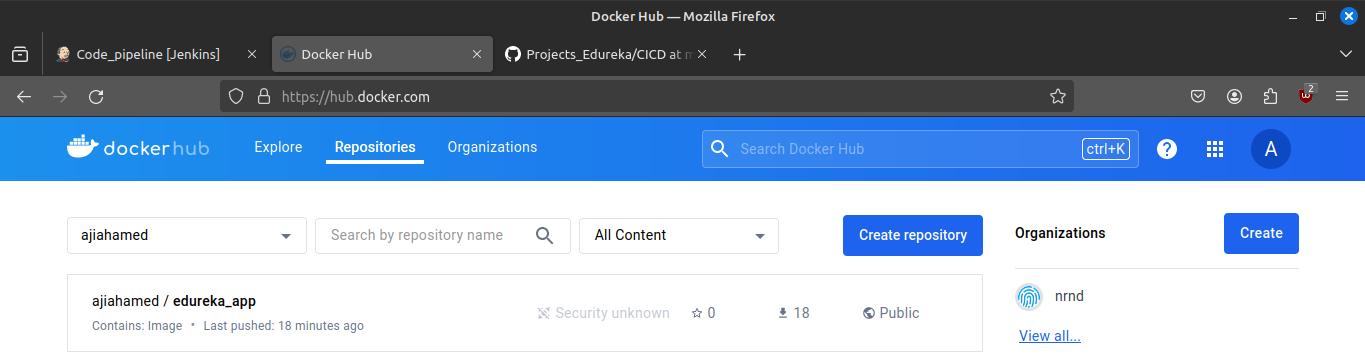 Docker Hub — Mozilla Firefox
Code_pipeline [Jenkins]
Docker Hub
Projects_Edureka/CICD at m
https://hub.docker.com
2
docker hub
Explore
Repositories
Organizations
Search Docker Hub
ctrl+K
?
A
ajiahamed
Search by repository name
All Content
Create repository
Organizations
Create
ajiahamed / edureka_app
Contains: Image • Last pushed: 18 minutes ago
Security unknown
0
18
Public
nrnd
View all...